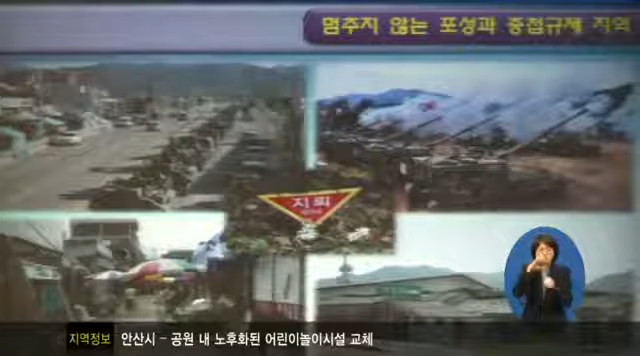 멈추지 않는 포성과 중첩규제 지역
지뢰
지역정보 안산시 - 공원 내 노후화된 어린이놀이시설 교체